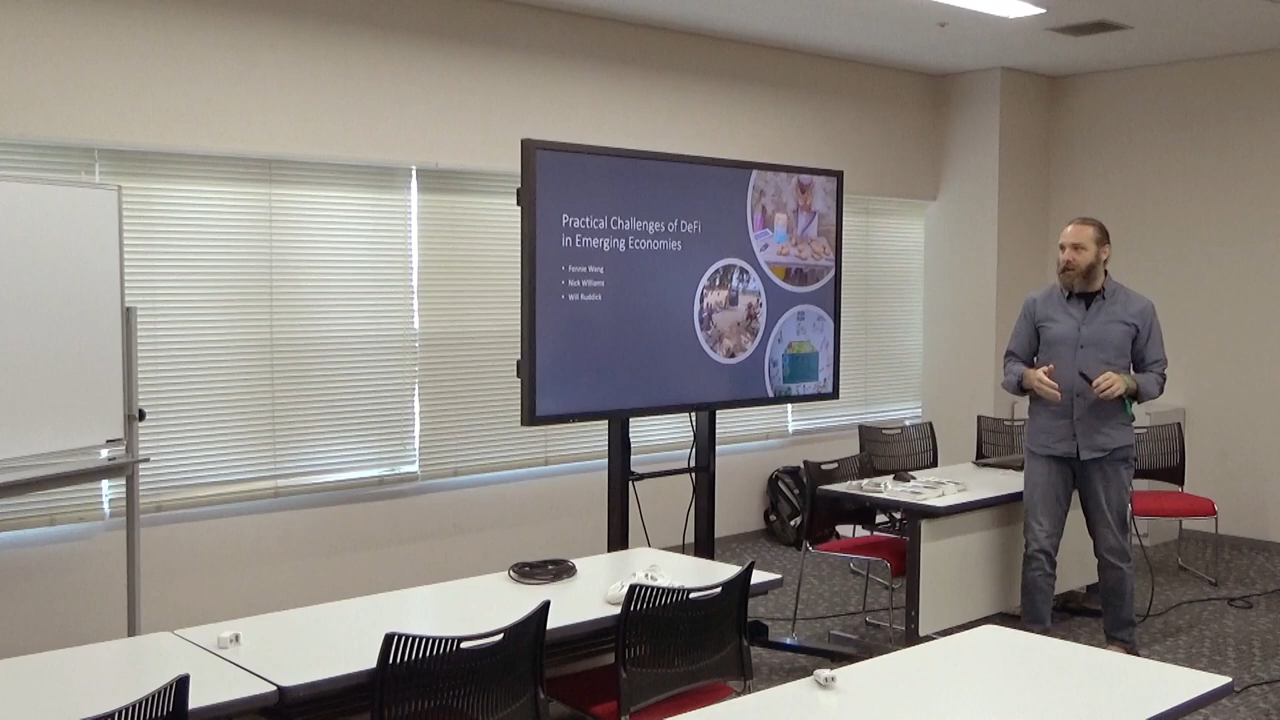 Practical Challenges of DeFi
in Emerging Economies
• Fennie Wang
• Nick Williams
• Will Ruddick